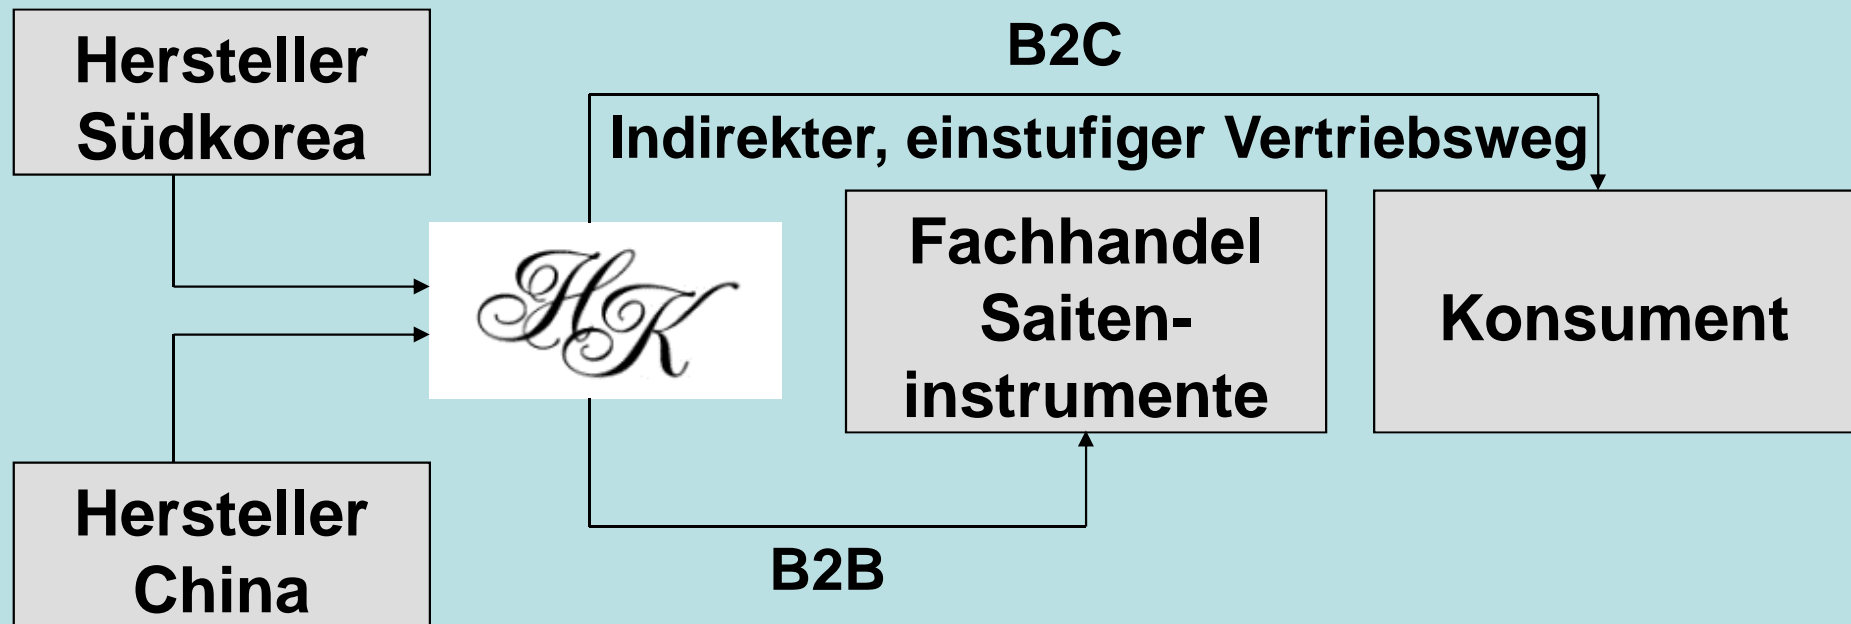 Hersteller
Südkorea
B2C
Indirekter, einstufiger Vertriebsweg
HK
Fachhandel
Saiten-
instrumente
Konsument
Hersteller
China
B2B